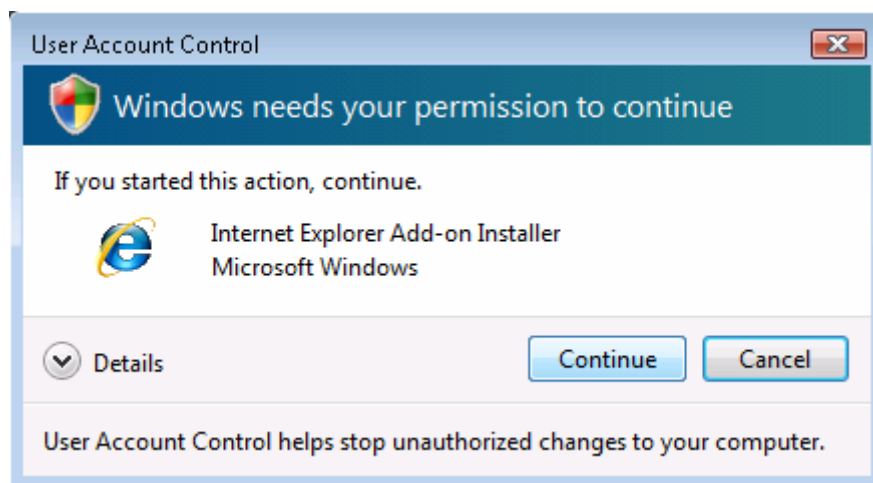 User Account Control
Windows needs your permission to continue
If you started this action, continue.
Internet Explorer Add-on Installer
Microsoft Windows
Details
Continue
Cancel
User Account Control helps stop unauthorized changes to your computer.